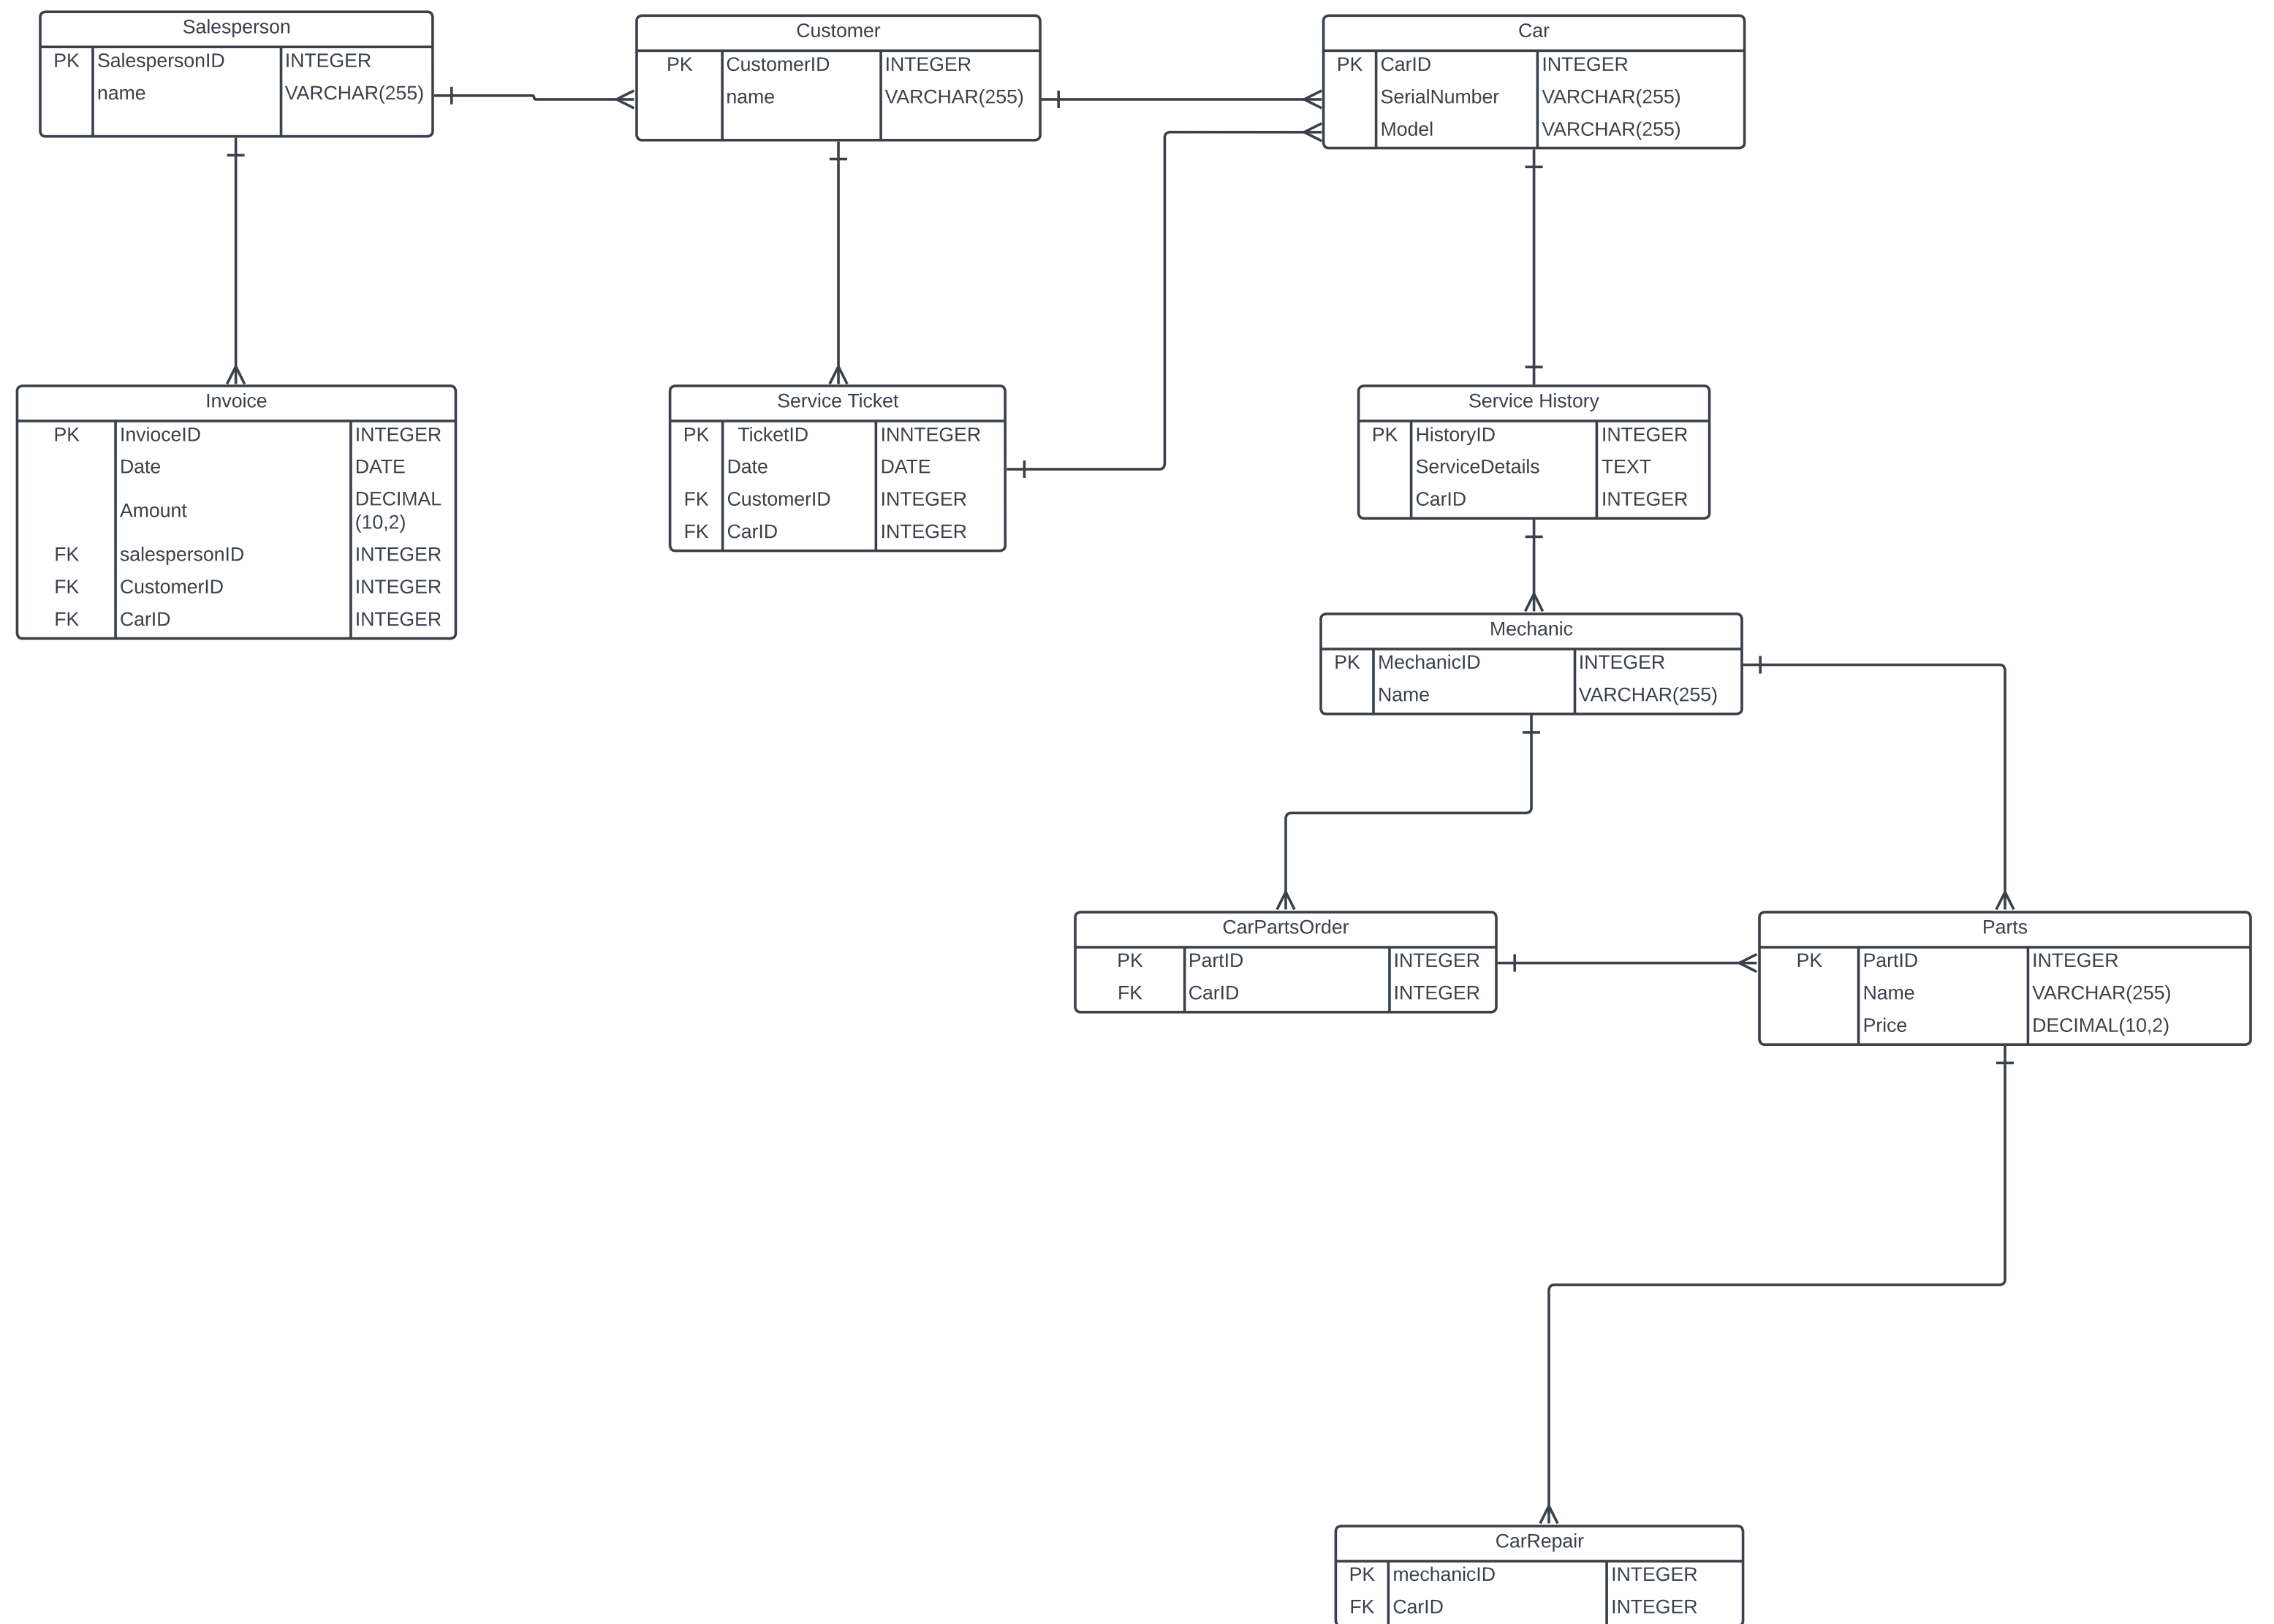 Salesperson
PK SalespersonID INTEGER
name VARCHAR(255)
Customer
PK CustomerID INTEGER
name VARCHAR(255)
Car
PK CarID INTEGER
SerialNumber VARCHAR(255)
Model VARCHAR(255)
Invoice
PK InvioceID INTEGER
Date DATE
Amount DECIMAL
(10,2)
FK salespersonID INTEGER
FK CustomerID INTEGER
FK CarID INTEGER
Service Ticket
PK TicketID INNTEGER
Date DATE
FK CustomerID INTEGER
FK CarID INTEGER
Service History
PK HistoryID INTEGER
ServiceDetails TEXT
CarID INTEGER
Mechanic
PK MechanicID INTEGER
Name VARCHAR(255)
CarPartsOrder
PK PartID INTEGER
FK CarID INTEGER
Parts
PK PartID INTEGER
Name VARCHAR(255)
Price DECIMAL(10,2)
CarRepair
PK mechanicID INTEGER
FK CarID INTEGER